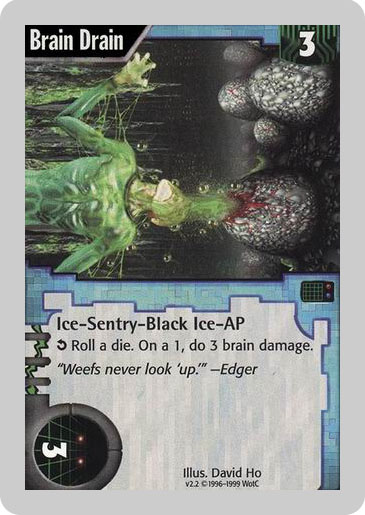 Brain Drain
3
Ice-Sentry-Black Ice-AP
Roll a die. On a 1, do 3 brain damage.
“Weefs never look ‘up.’” –Edger
3
Illus. David Ho
v2.2 ©1996–1999 WotC